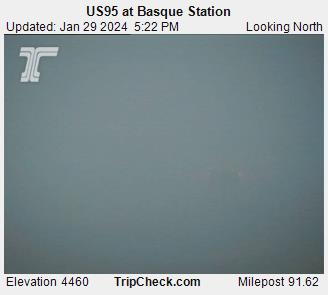 US95 at Basque Station
Updated: Jan 29 2024 5:22 PM Looking North
Elevation 4460 TripCheck.com Milepost 91.62